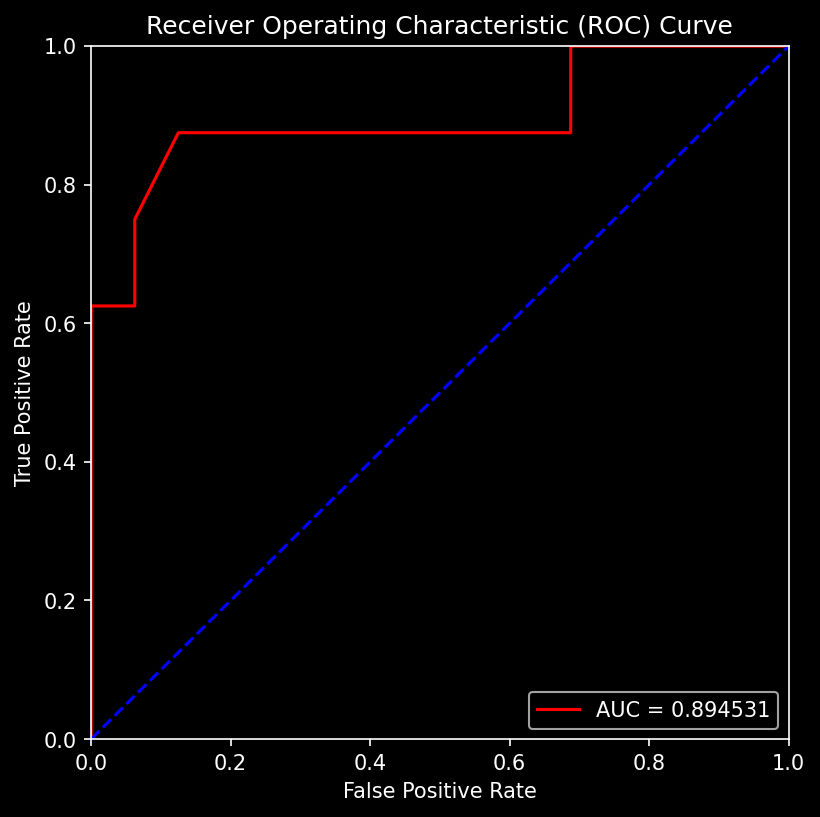 Receiver Operating Characteristic (ROC) Curve
1.0
0.8
0.6
0.4
0.2
0.0
True Positive Rate
AUC = 0.894531
0.0 0.2 0.4 0.6 0.8 1.0
False Positive Rate